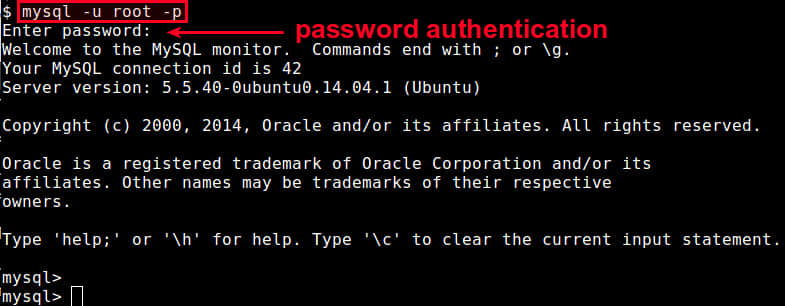 $ mysql -u root -p
Enter password: password authentication
Welcome to the MySQL monitor.  Commands end with ; or \g.
Your MySQL connection id is 42
Server version: 5.5.40-0ubuntu0.14.04.1 (Ubuntu)
Copyright (c) 2000, 2014, Oracle and/or its affiliates. All rights reserved.
Oracle is a registered trademark of Oracle Corporation and/or its
affiliates. Other names may be trademarks of their respective
owners.
Type 'help;' or '\h' for help. Type '\c' to clear the current input statement.
mysql>
mysql>